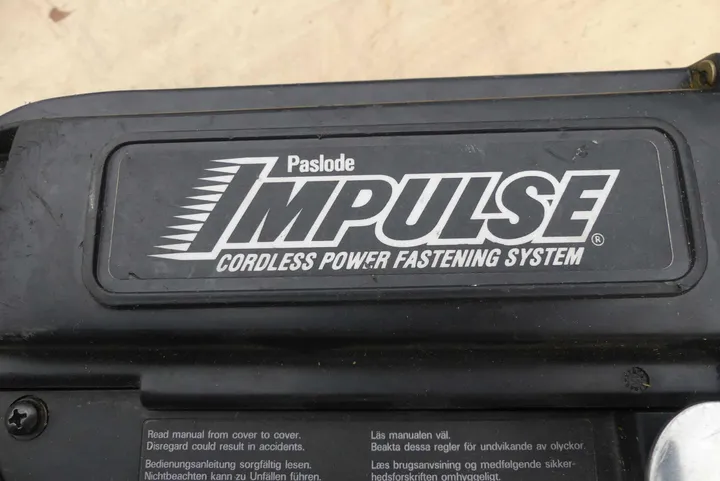 Paslode
IMPULSE®
CORDLESS POWER FASTENING SYSTEM
Read manual from cover to cover.
Disregard could result in accidents.
Bedienungsanleitung sorgfältig lesen.
Nichtbeachten kann zu Unfällen führen.
Läs manualen väl.
Beakta dessa regler för undvikande av olyckor.
Læs brugsanvisning og medfølgende sikker-
hedsforskriften omhyggeligt.